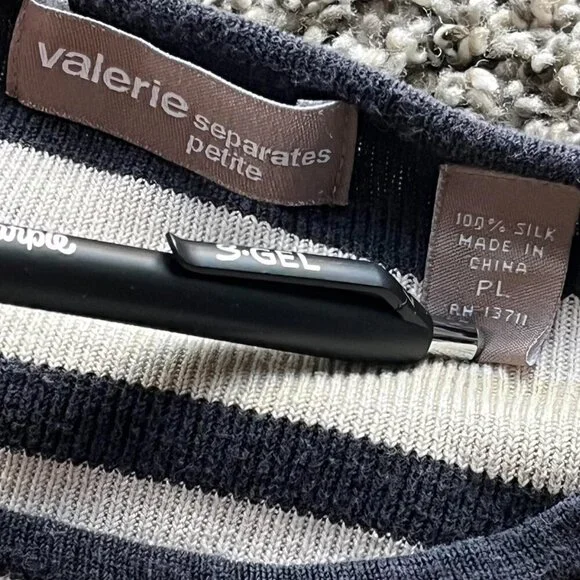 valerie
separates
petite
100% SILK
MADE IN
CHINA
PL
RN 13711
S·GEL